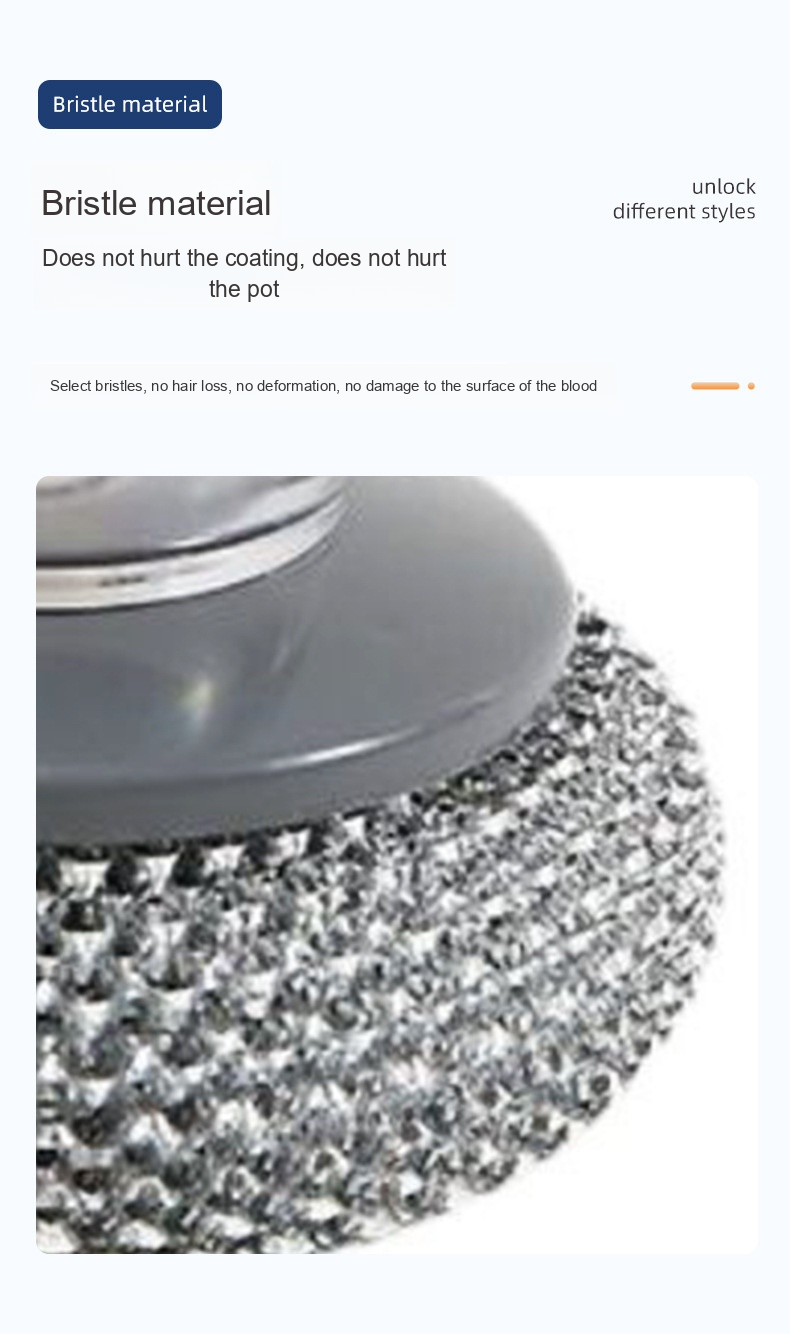 Bristle material
Bristle material
unlock
different styles
Does not hurt the coating, does not hurt
the pot
Select bristles, no hair loss, no deformation, no damage to the surface of the blood